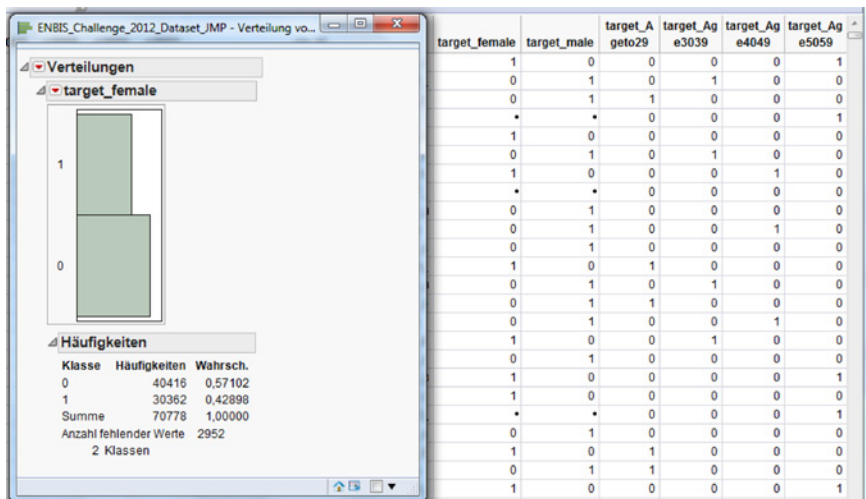 ENBIS_Challenge_2012_Dataset_JMP - Verteilung vo...
Verteilungen
target_female
1
0
Häufigkeiten
Klasse Häufigkeiten Wahrsch.
0 40416 0,57102
1 30362 0,42898
Summe 70778 1,00000
Anzahl fehlender Werte 2952
2 Klassen
target_female target_male target_A geto29 target_Ag e3039 target_Ag e4049 target_Ag e5059
1 0 0 0 0 1
0 1 0 1 0 0
0 1 1 0 0 0
• • 0 0 0 1
1 0 0 0 0 0
0 1 0 1 0 0
1 0 0 0 1 0
• • 0 0 0 0
0 1 0 0 0 0
0 1 0 0 1 0
0 1 0 0 0 0
1 0 1 0 0 0
0 1 0 1 0 0
0 1 1 0 0 0
0 1 0 0 1 0
1 0 0 1 0 0
0 1 0 0 0 0
1 0 0 0 0 1
1 0 0 0 0 0
• • 0 0 0 1
0 1 0 0 0 0
1 0 1 0 0 0
0 1 1 0 0 0
1 0 0 0 0 1